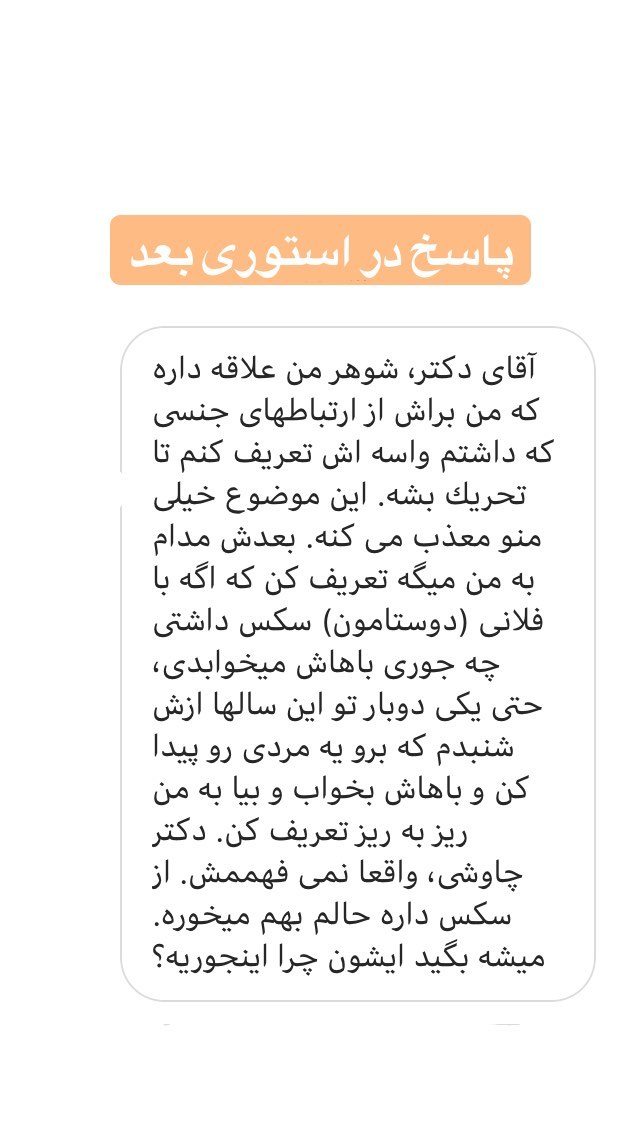 پاسخ در استوری بعد
آقای دکتر، شوهر من علاقه داره
که من براش از ارتباطهای جنسی
که داشتم واسه اش تعریف کنم تا
تحریك بشه. این موضوع خیلی
منو معذب می کنه. بعدش مدام
به من میگه تعریف کن که اگه با
فلانی (دوستامون) سکس داشتی
چه جوری باهاش میخوابدی،
حتی یکی دوبار تو این سالها ازش
شنبدم که برو یه مردی رو پیدا
کن و باهاش بخواب و بیا به من
ریز به ریز تعریف کن. دکتر
چاوشی، واقعا نمی فهممش. از
سکس داره حالم بهم میخوره.
میشه بگید ایشون چرا اینجوریه؟